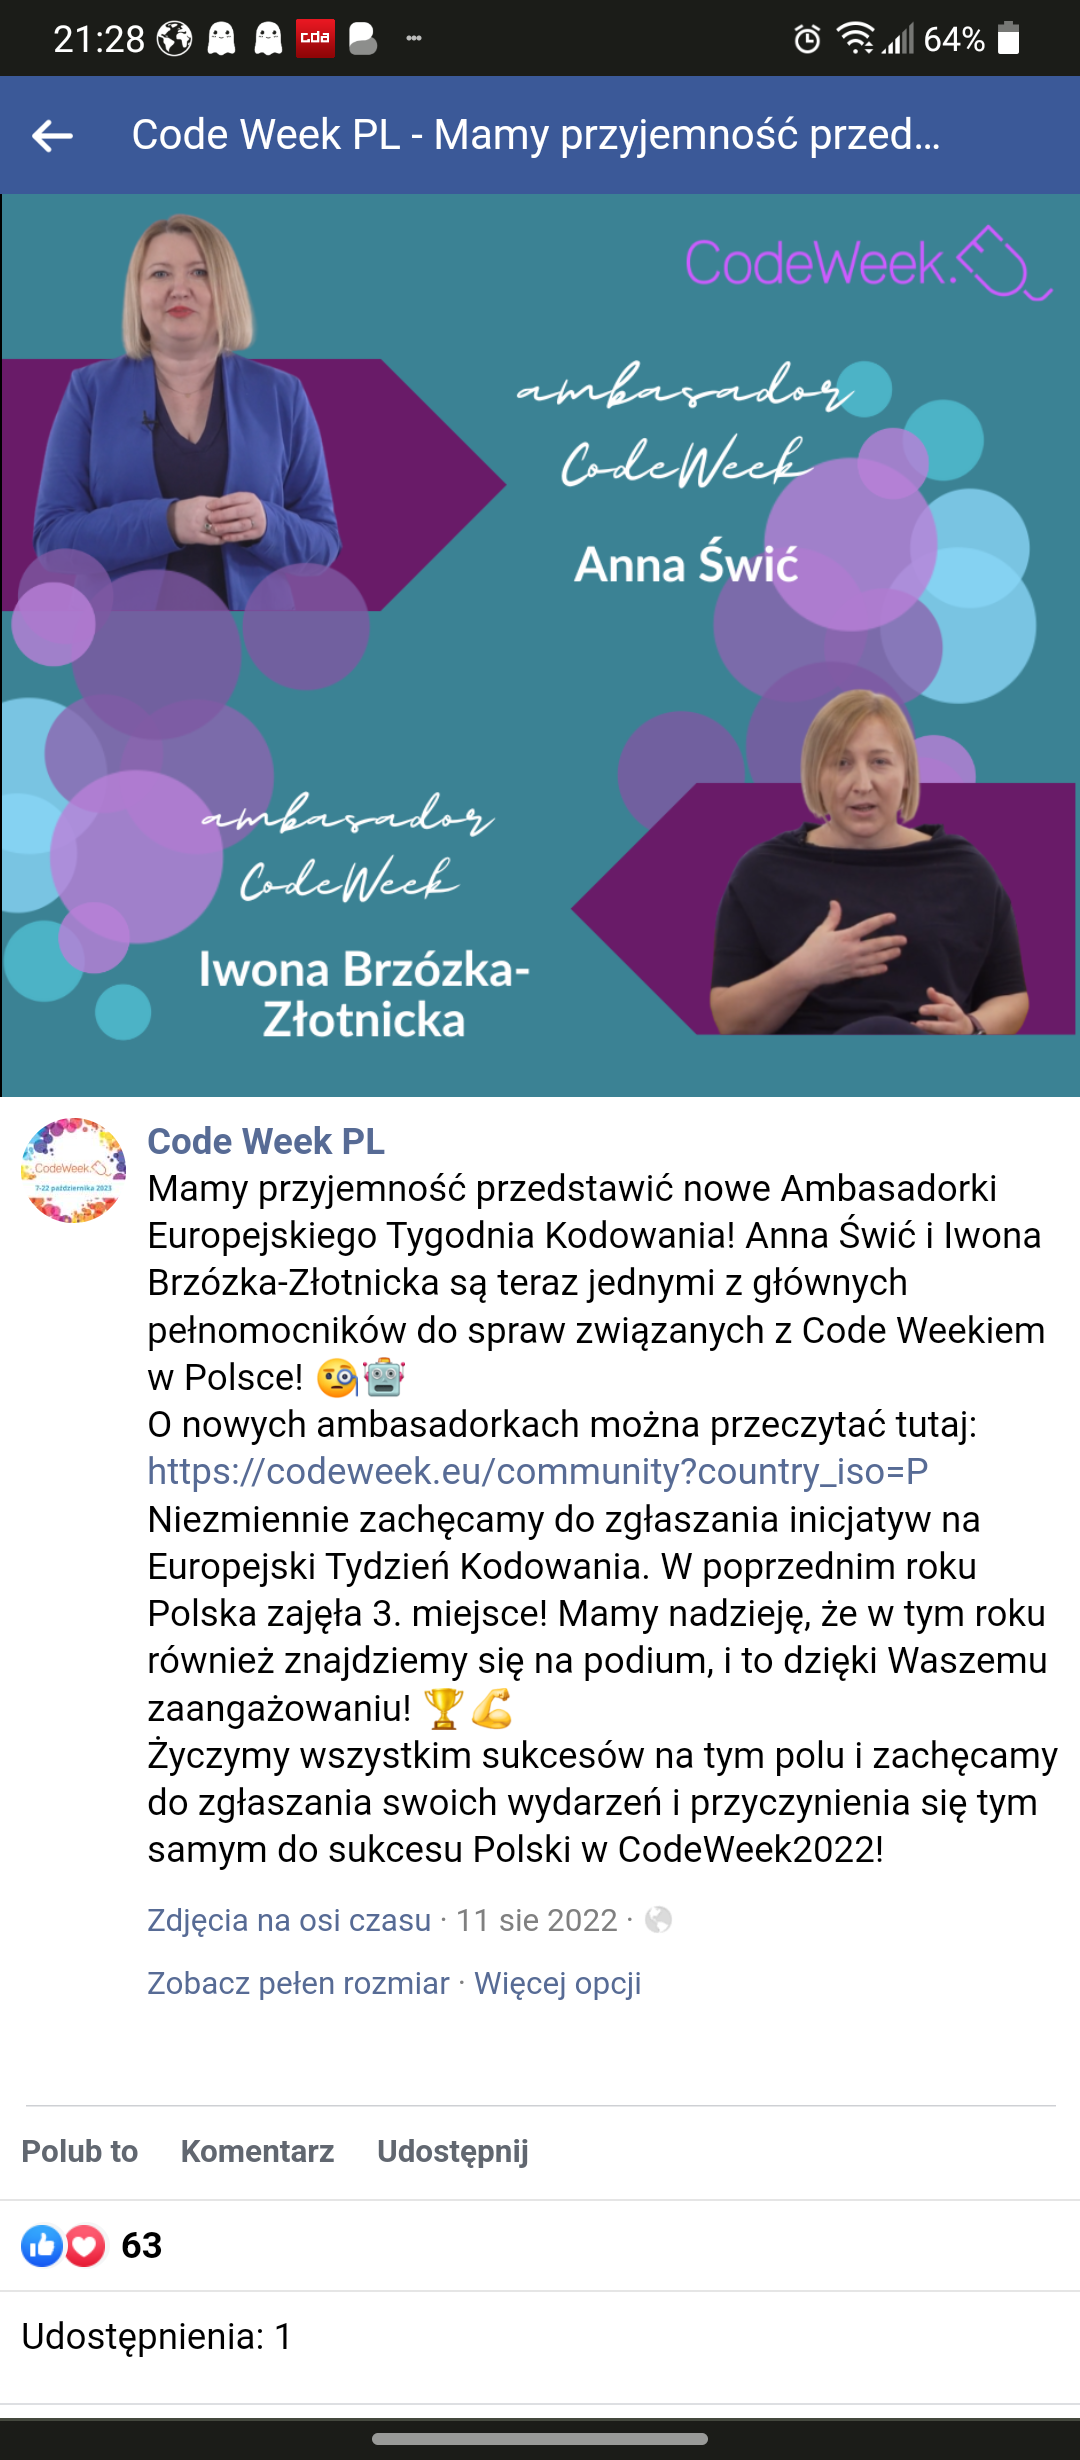 21:28
cda
64%
Code Week PL - Mamy przyjemność przed...
CodeWeek.
ambasador
CodeWeek
Anna Świć
ambasador
CodeWeek
Iwona Brzózka-
Złotnicka
CodeWeek.
7-22 października 2023
Code Week PL
Mamy przyjemność przedstawić nowe Ambasadorki
Europejskiego Tygodnia Kodowania! Anna Świć i Iwona
Brzózka-Złotnicka są teraz jednymi z głównych
pełnomocników do spraw związanych z Code Weekiem
w Polsce! 🧐🤖
O nowych ambasadorkach można przeczytać tutaj:
https://codeweek.eu/community?country_iso=P
Niezmiennie zachęcamy do zgłaszania inicjatyw na
Europejski Tydzień Kodowania. W poprzednim roku
Polska zajęła 3. miejsce! Mamy nadzieję, że w tym roku
również znajdziemy się na podium, i to dzięki Waszemu
zaangażowaniu! 🏆💪
Życzymy wszystkim sukcesów na tym polu i zachęcamy
do zgłaszania swoich wydarzeń i przyczynienia się tym
samym do sukcesu Polski w CodeWeek2022!
Zdjęcia na osi czasu · 11 sie 2022 ·
Zobacz pełen rozmiar · Więcej opcji
Polub to Komentarz Udostępnij
63
Udostępnienia: 1